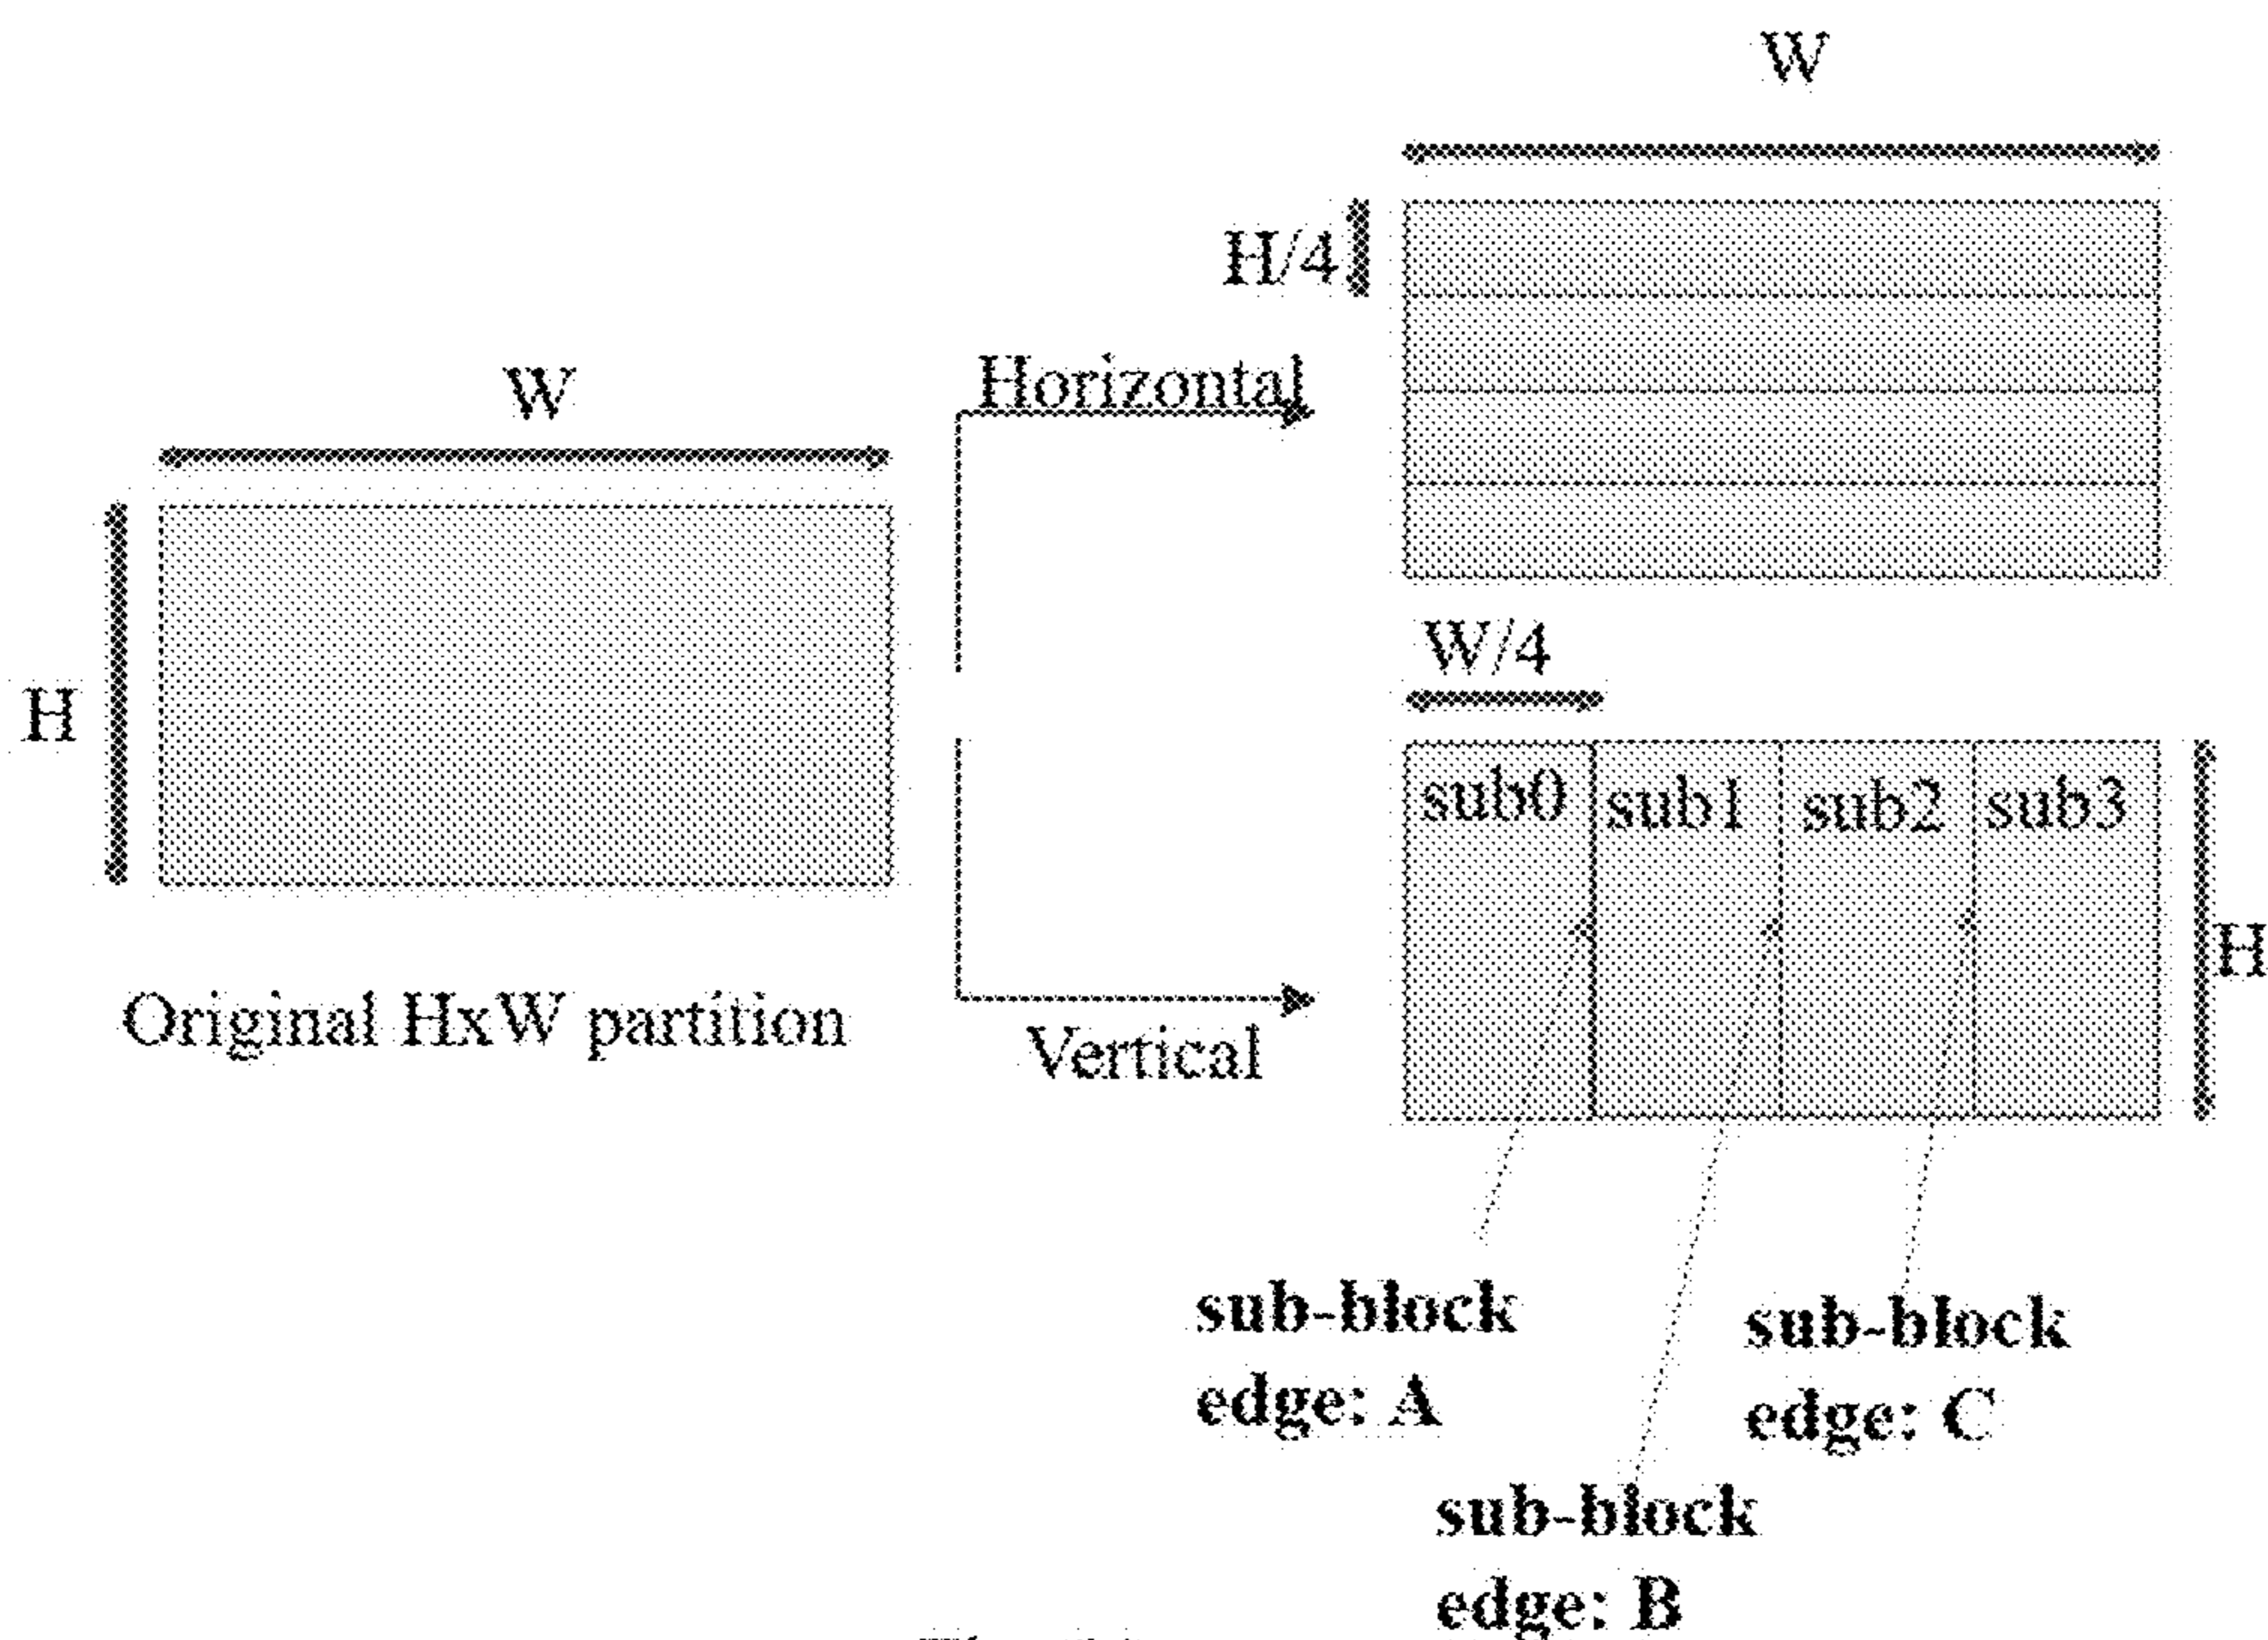 W
H/4
Horizontal
W
W/4
H
sub0 sub1 sub2 sub3
H
Original HxW partition
Vertical
sub-block
edge: A
sub-block
edge: C
sub-block
edge: B